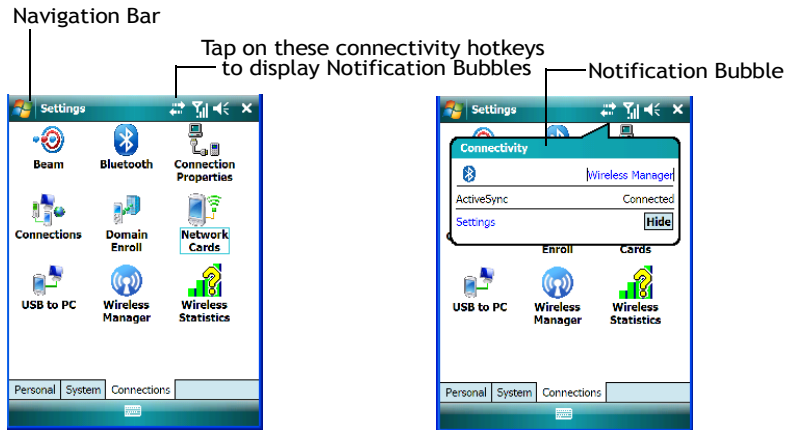 Navigation Bar
Tap on these connectivity hotkeys
to display Notification Bubbles
Notification Bubble
Settings
Beam
Bluetooth
Connection
Properties
Connections
Domain
Enroll
Network
Cards
USB to PC
Wireless
Manager
Wireless
Statistics
Personal
System
Connections
Settings
Connectivity
Wireless Manager
ActiveSync
Connected
Settings
Hide
Enroll
Cards
USB to PC
Wireless
Manager
Wireless
Statistics
Personal
System
Connections